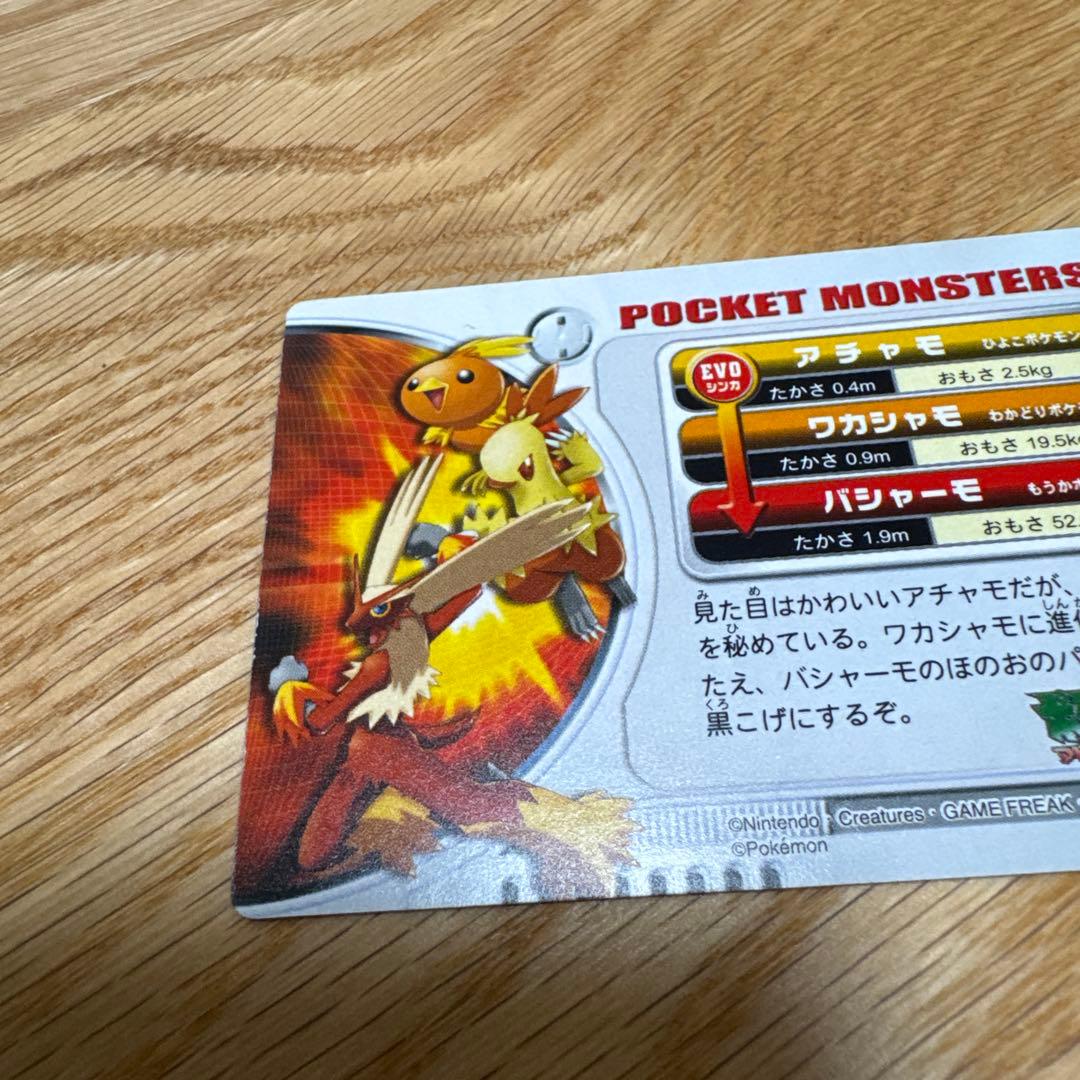 POCKET MONSTERS
EVO
シンカ
アチャモ ひよこポケモン
たかさ 0.4m おもさ 2.5kg
ワカシャモ わかどりポケ
たかさ 0.9m おもさ 19.5k
バシャーモ もうか
たかさ 1.9m おもさ 52.
見た目はかわいいアチャモだが、
を秘めている。ワカシャモに進
たえ、バシャーモのほのおのパ
黒こげにするぞ。
©Nintendo・Creatures・GAME FREAK
©Pokémon